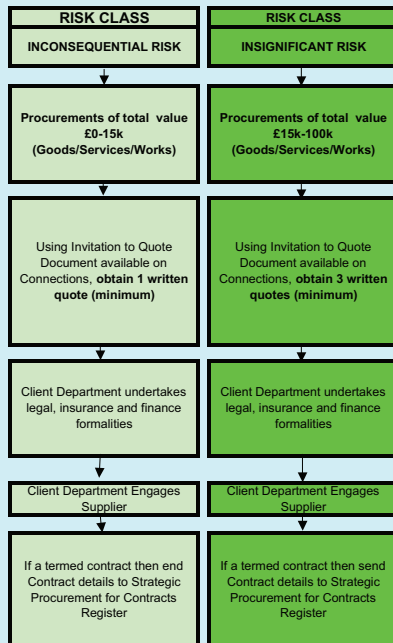 RISK CLASS
INCONSEQUENTIAL RISK
Procurements of total value
£0-15k
(Goods/Services/Works)
Using Invitation to Quote
Document available on
Connections, obtain 1 written
quote (minimum)
Client Department undertakes
legal, insurance and finance
formalities
Client Department Engages
Supplier
If a termed contract then end
Contract details to Strategic
Procurement for Contracts
Register
RISK CLASS
INSIGNIFICANT RISK
Procurements of total value
£15k-100k
(Goods/Services/Works)
Using Invitation to Quote
Document available on
Connections, obtain 3 written
quotes (minimum)
Client Department undertakes
legal, insurance and finance
formalities
Client Department Engages
Supplier
If a termed contract then send
Contract details to Strategic
Procurement for Contracts
Register